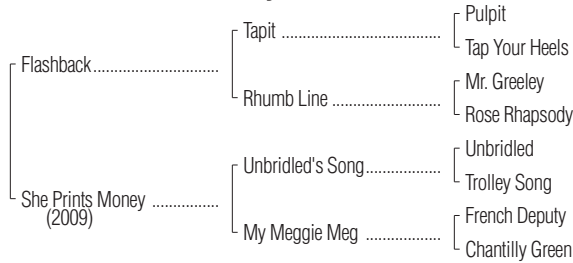 Pulpit
Tapit ............................
Tap Your Heels
Flashback............................
Mr. Greeley
Rhumb Line ........................
Rose Rhapsody
Unbridled
Unbridled's Song.................
Trolley Song
She Prints Money ...............
(2009)
French Deputy
My Meggie Meg .................
Chantilly Green